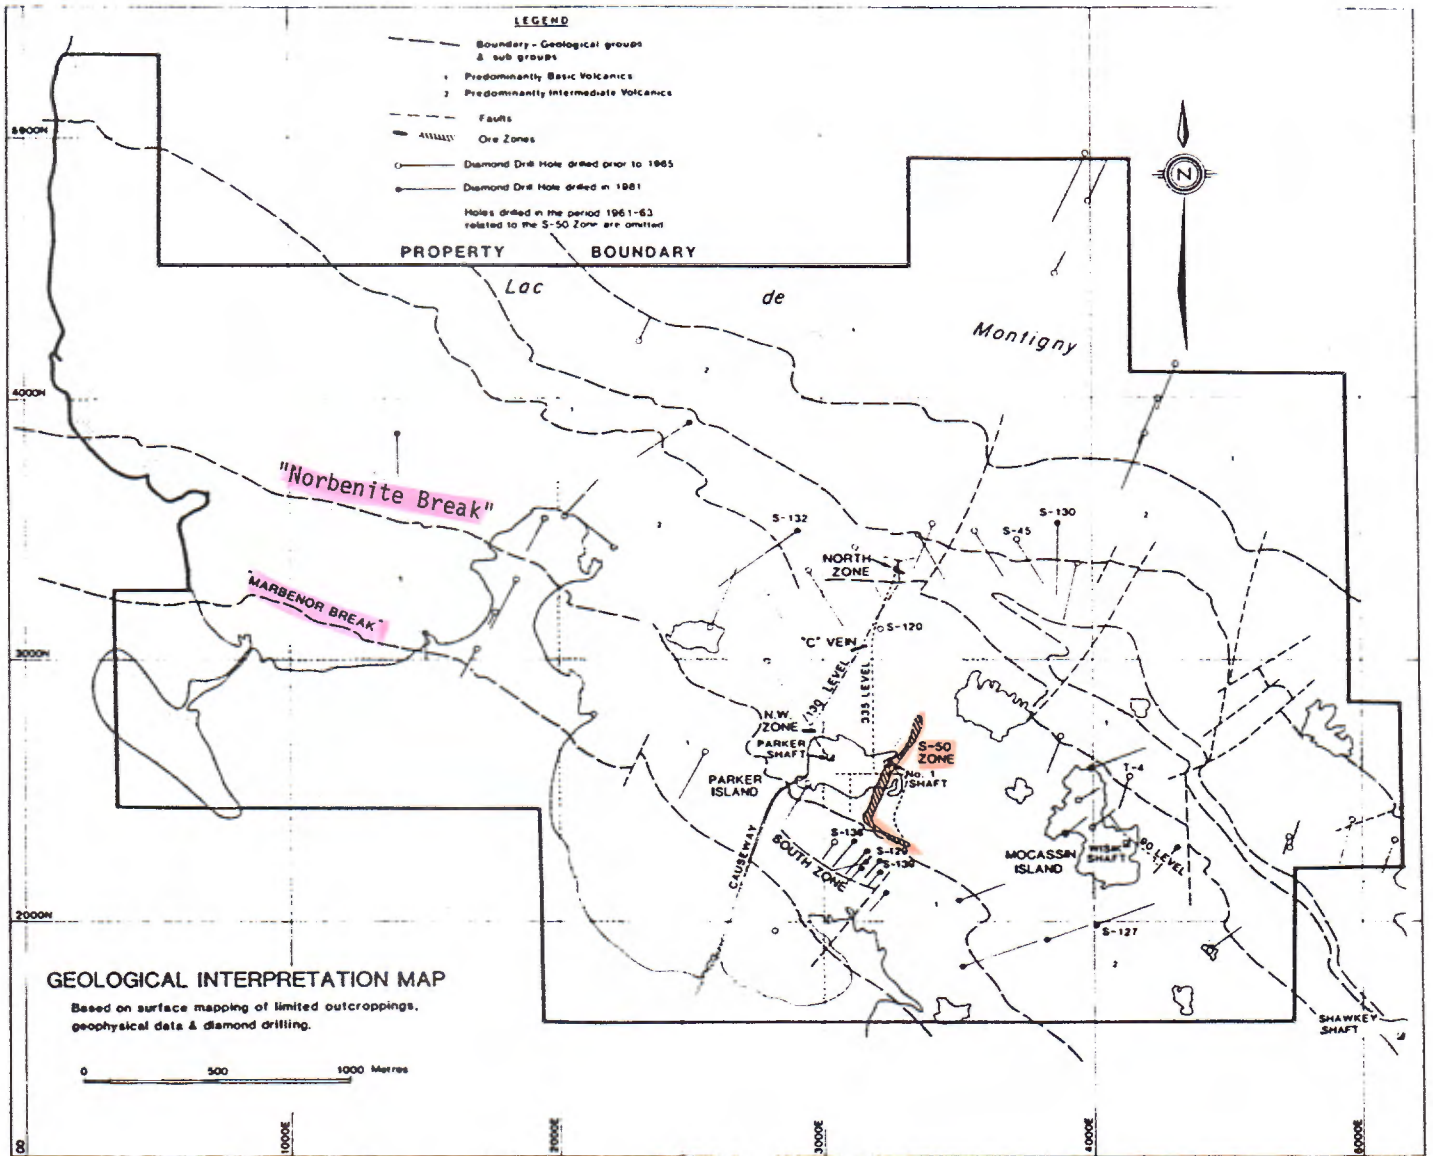 LEGEND
Boundary - Geological groups
& sub groups
1 Predominantly Basic Volcanics
2 Predominantly Intermediate Volcanics
Faults
Ore Zones
Diamond Drill Hole drilled prior to 1965
Diamond Drill Hole drilled in 1981
Holes drilled in the period 1961-63
related to the S-50 Zone are omitted
PROPERTY BOUNDARY
Lac de Montigny
N
5000N
4000N
3000N
2000N
"Norbenite Break"
"MARBENOR BREAK"
S-132
S-45
S-130
NORTH
ZONE
S-120
"C" VEIN
130 LEVEL
335 LEVEL
N.W.
ZONE
PARKER
SHAFT
S-50
ZONE
No. 1
SHAFT
PARKER
ISLAND
CAUSEWAY
SOUTH ZONE
S-136
S-129
S-139
T-4
MOCASSIN
ISLAND
WISIK
SHAFT
90 LEVEL
S-127
SHAWKEY
SHAFT
GEOLOGICAL INTERPRETATION MAP
Based on surface mapping of limited outcroppings,
geophysical data & diamond drilling.
0 500 1000 Metres
00
1000E
2000E
3000E
4000E